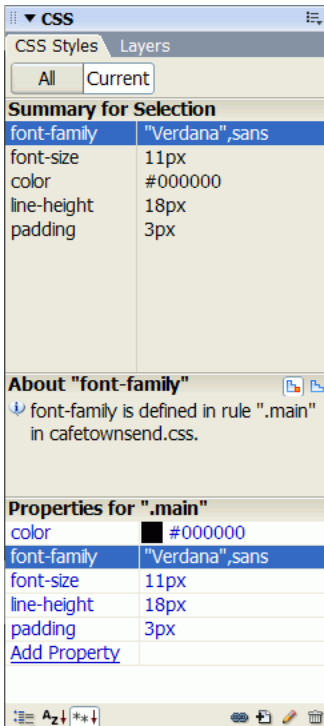 CSS
CSS Styles Layers
All Current
Summary for Selection
font-family "Verdana",sans
font-size 11px
color #000000
line-height 18px
padding 3px
About "font-family"
font-family is defined in rule ".main"
in cafetownsend.css.
Properties for ".main"
color #000000
font-family "Verdana",sans
font-size 11px
line-height 18px
padding 3px
Add Property
Az↓ **↓